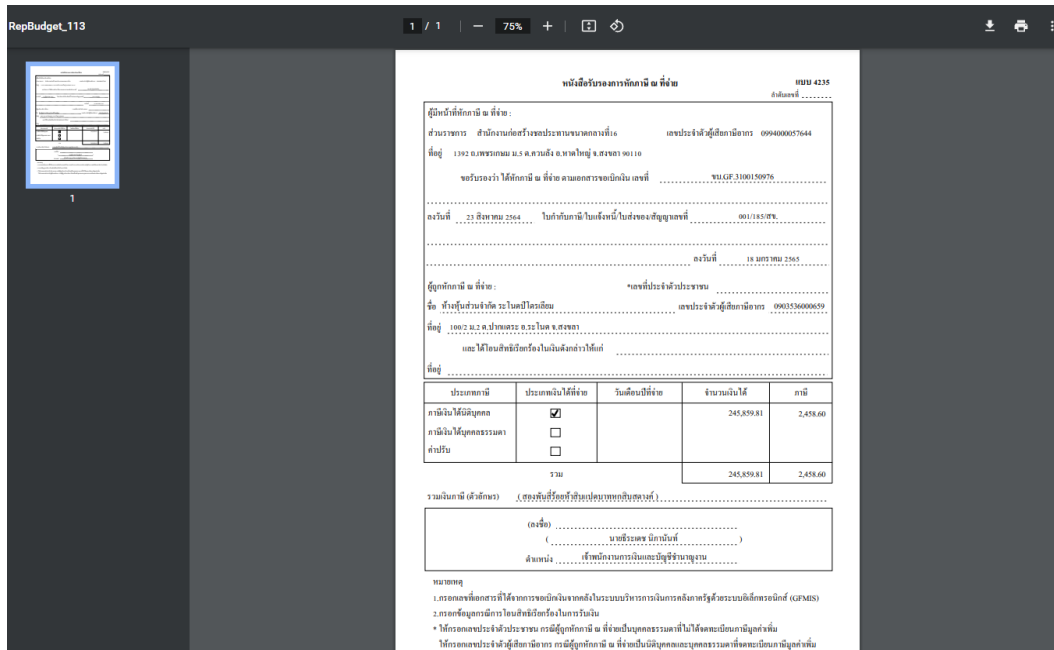 RepBudget_113
1 / 1
75%
1
หนังสือรับรองการหักภาษี ณ ที่จ่าย
แบบ 4235
ลำดับเลขที่
ผู้มีหน้าที่หักภาษี ณ ที่จ่าย :
ส่วนราชการ สำนักงานก่อสร้างชลประทานขนาดกลางที่16 เลขประจำตัวผู้เสียภาษีอากร 0994000057644
ที่อยู่ 1392 ถ.เพชรเกษม ม.5 ต.ควนลัง อ.หาดใหญ่ จ.สงขลา 90110
ขอรับรองว่า ได้หักภาษี ณ ที่จ่าย ตามเอกสารขอเบิกเงิน เลขที่ ขบ.GF.3100150976
ลงวันที่ 23 สิงหาคม 2564 ใบกำกับภาษี/ใบแจ้งหนี้/ใบส่งของ/สัญญาเลขที่ 001/185/สข.
ลงวันที่ 18 มกราคม 2565
ผู้ถูกหักภาษี ณ ที่จ่าย : *เลขที่ประจำตัวประชาชน
ชื่อ ห้างหุ้นส่วนจำกัด ระโนดปิโตรเลียม เลขประจำตัวผู้เสียภาษีอากร 0903536000659
ที่อยู่ 100/2 ม.2 ต.ปากแตระ อ.ระโนด จ.สงขลา
และได้โอนสิทธิเรียกร้องในเงินดังกล่าวให้แก่
ที่อยู่
ประเภทภาษี ประเภทเงินได้ที่จ่าย วันเดือนปีที่จ่าย จำนวนเงินได้ ภาษี
ภาษีเงินได้นิติบุคคล 245,859.81 2,458.60
ภาษีเงินได้บุคคลธรรมดา
ค่าปรับ
รวม 245,859.81 2,458.60
รวมเงินภาษี (ตัวอักษร) ( สองพันสี่ร้อยห้าสิบแปดบาทหกสิบสตางค์ )
(ลงชื่อ)
( นายธีระเดช นิกานันท์ )
ตำแหน่ง เจ้าพนักงานการเงินและบัญชีชำนาญงาน
หมายเหตุ
1.กรอกเลขที่เอกสารที่ได้จากการขอเบิกเงินจากคลังในระบบบริหารการเงินการคลังภาครัฐด้วยระบบอิเล็กทรอนิกส์ (GFMIS)
2.กรอกข้อมูลกรณีการโอนสิทธิเรียกร้องในการรับเงิน
* ให้กรอกเลขประจำตัวประชาชน กรณีผู้ถูกหักภาษี ณ ที่จ่ายเป็นบุคคลธรรมดาที่ไม่ได้จดทะเบียนภาษีมูลค่าเพิ่ม
ให้กรอกเลขประจำตัวผู้เสียภาษีอากร กรณีผู้ถูกหักภาษี ณ ที่จ่ายเป็นนิติบุคคลและบุคคลธรรมดาที่จดทะเบียนภาษีมูลค่าเพิ่ม